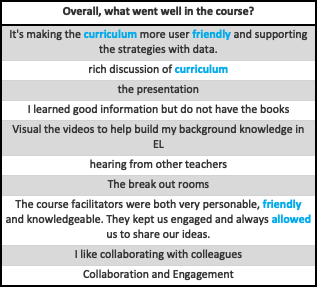 Overall, what went well in the course?
It's making the curriculum more user friendly and supporting
the strategies with data.
rich discussion of curriculum
the presentation
I learned good information but do not have the books
Visual the videos to help build my background knowledge in
EL
hearing from other teachers
The break out rooms
The course facilitators were both very personable, friendly
and knowledgeable. They kept us engaged and always allowed
us to share our ideas.
I like collaborating with colleagues
Collaboration and Engagement